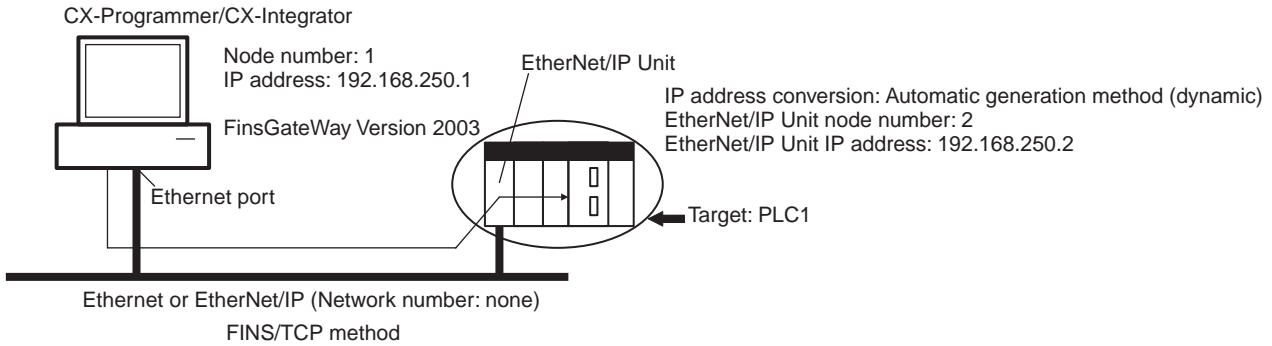 CX-Programmer/CX-Integrator
Node number: 1
IP address: 192.168.250.1
FinsGateWay Version 2003
Ethernet port
EtherNet/IP Unit
IP address conversion: Automatic generation method (dynamic)
EtherNet/IP Unit node number: 2
EtherNet/IP Unit IP address: 192.168.250.2
Target: PLC1
Ethernet or EtherNet/IP (Network number: none)
FINS/TCP method